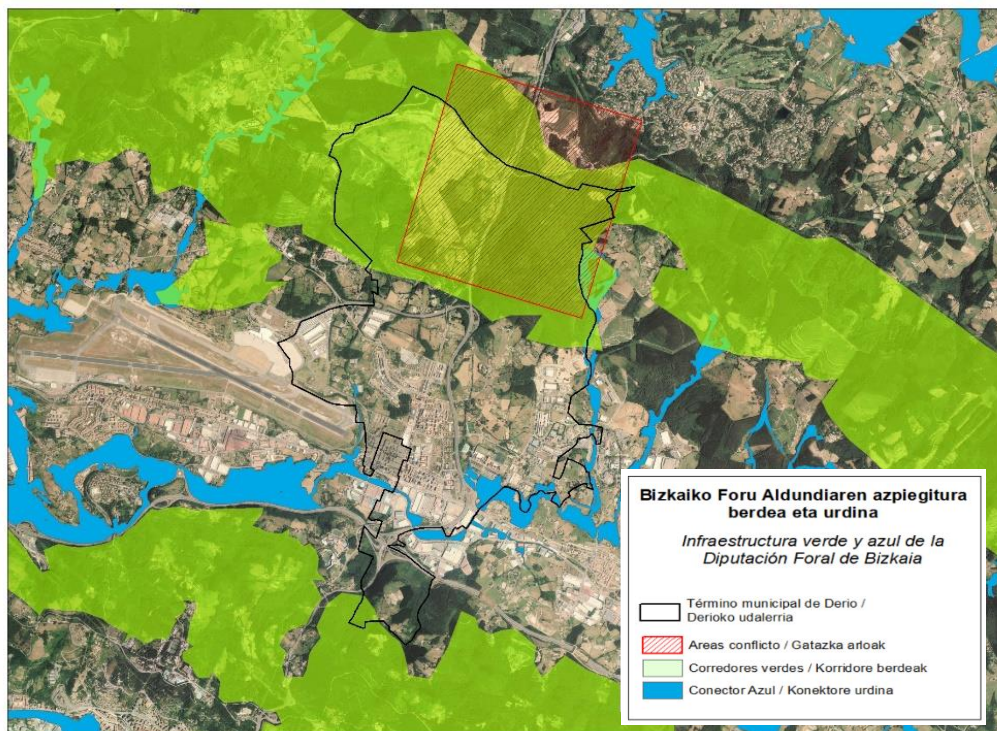 Bizkaiko Foru Aldundiaren azpiegitura
berdea eta urdina
Infraestructura verde y azul de la
Diputación Foral de Bizkaia
Término municipal de Derio /
Derioko udalerria
Areas conflicto / Gatazka arloak
Corredores verdes / Korridore berdeak
Conector Azul / Konektore urdina